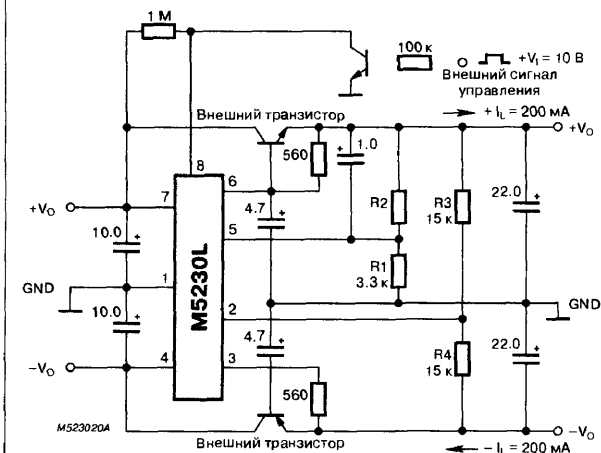 1 M
100 к
+VI = 10 В
Внешний сигнал
управления
Внешний транзистор
+ IL = 200 мА
+VO
8
560
+
1.0
6
+VO
7
4.7
+
R2
R3
15 к
22.0
+
10.0
+
5
M5230L
R1
3.3 к
GND
1
GND
10.0
+
2
4.7
+
R4
15 к
22.0
+
−VO
4
3
560
M523020A
Внешний транзистор
−VO
− IL = 200 мА